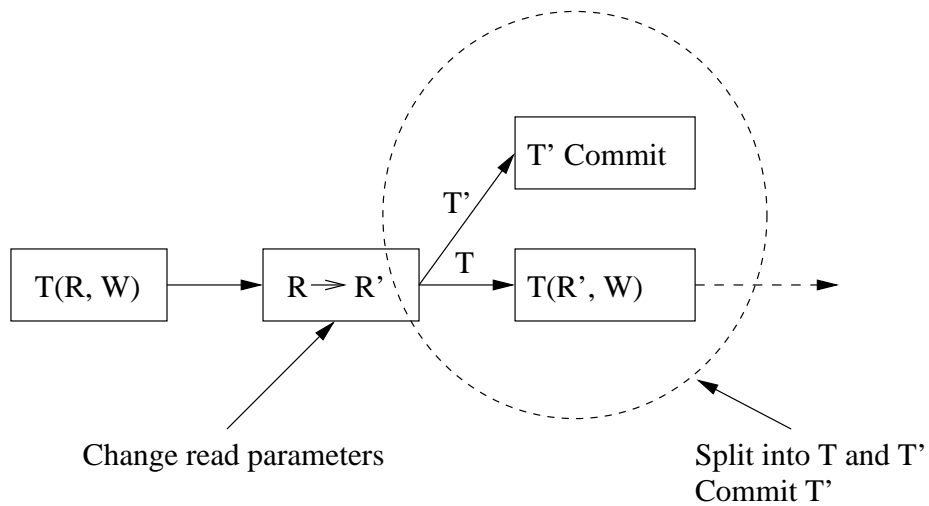 T’ Commit
T’
T
T(R, W)
R → R’
T(R’, W)
Change read parameters
Split into T and T’
Commit T’